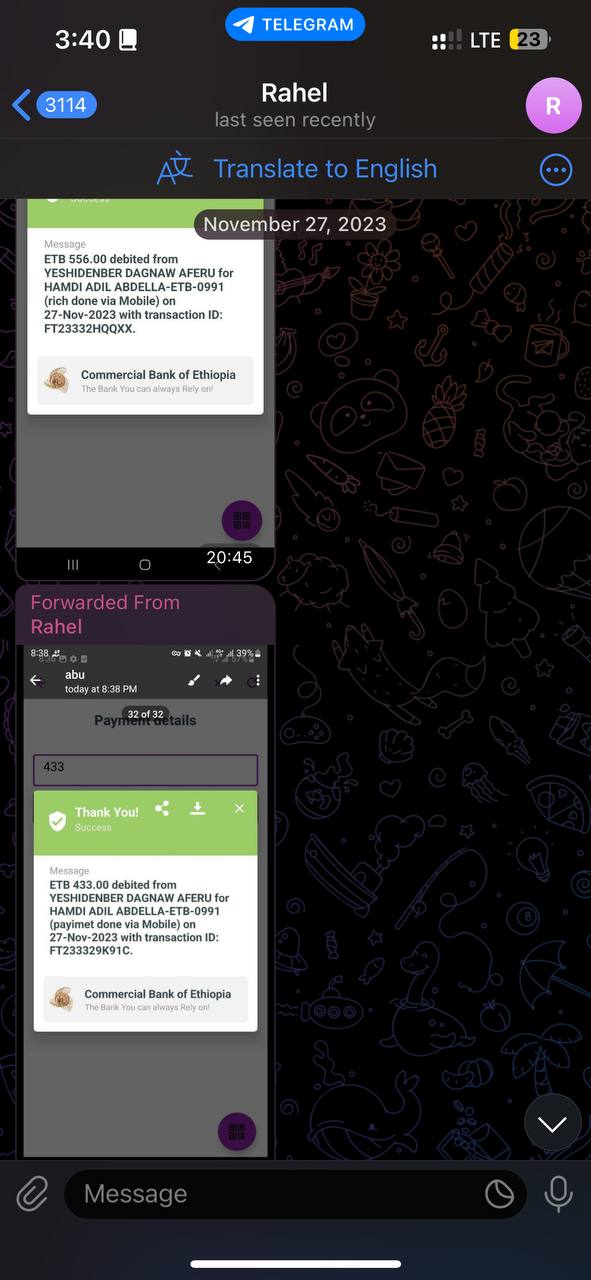 3:40
TELEGRAM
LTE
23
3114
Rahel
last seen recently
R
Translate to English
November 27, 2023
Success
Message
ETB 556.00 debited from
YESHIDENBER DAGNAW AFERU for
HAMDI ADIL ABDELLA-ETB-0991
(rich done via Mobile) on
27-Nov-2023 with transaction ID:
FT23332HQQXX.
Commercial Bank of Ethiopia
The Bank You can always Rely on!
20:45
Forwarded From
Rahel
8:38
39%
abu
today at 8:38 PM
32 of 32
Payment details
433
Thank You!
Success
Message
ETB 433.00 debited from
YESHIDENBER DAGNAW AFERU for
HAMDI ADIL ABDELLA-ETB-0991
(payimet done via Mobile) on
27-Nov-2023 with transaction ID:
FT233329K91C.
Commercial Bank of Ethiopia
The Bank You can always Rely on!
Message